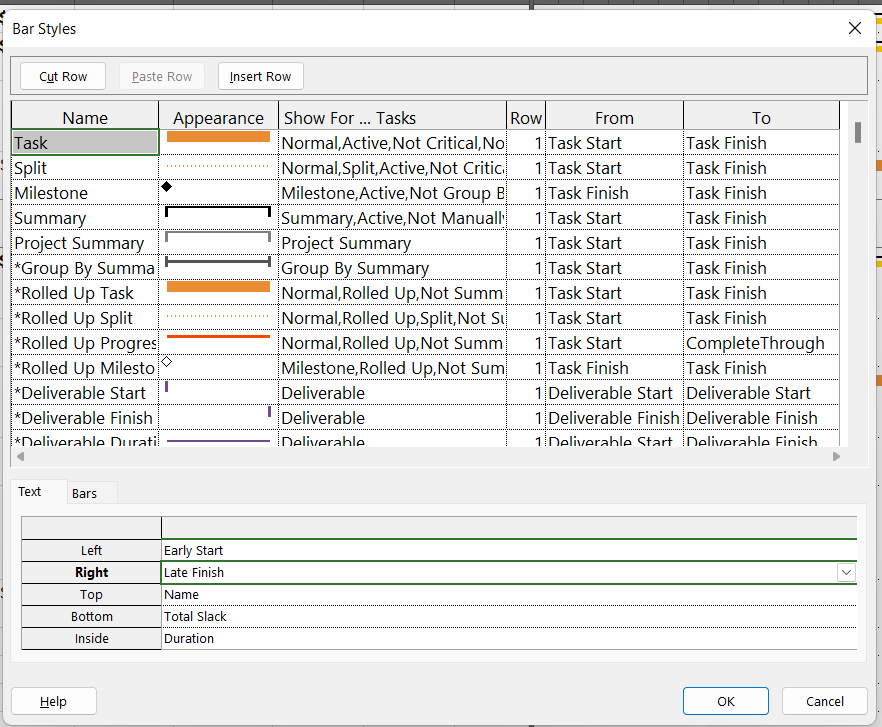 Bar Styles
Cut Row Paste Row Insert Row
Name Appearance Show For ... Tasks Row From To
Task Normal,Active,Not Critical,No 1 Task Start Task Finish
Split Normal,Split,Active,Not Critic 1 Task Start Task Finish
Milestone Milestone,Active,Not Group B 1 Task Finish Task Finish
Summary Summary,Active,Not Manually 1 Task Start Task Finish
Project Summary Project Summary 1 Task Start Task Finish
*Group By Summa Group By Summary 1 Task Start Task Finish
*Rolled Up Task Normal,Rolled Up,Not Summ 1 Task Start Task Finish
*Rolled Up Split Normal,Rolled Up,Split,Not Su 1 Task Start Task Finish
*Rolled Up Progres Normal,Rolled Up,Not Summ 1 Task Start CompleteThrough
*Rolled Up Milesto Milestone,Rolled Up,Not Sum 1 Task Finish Task Finish
*Deliverable Start Deliverable 1 Deliverable Start Deliverable Start
*Deliverable Finish Deliverable 1 Deliverable Finish Deliverable Finish
*Deliverable Durati Deliverable 1 Deliverable Start Deliverable Finish
Text Bars
Left Early Start
Right Late Finish
Top Name
Bottom Total Slack
Inside Duration
Help OK Cancel